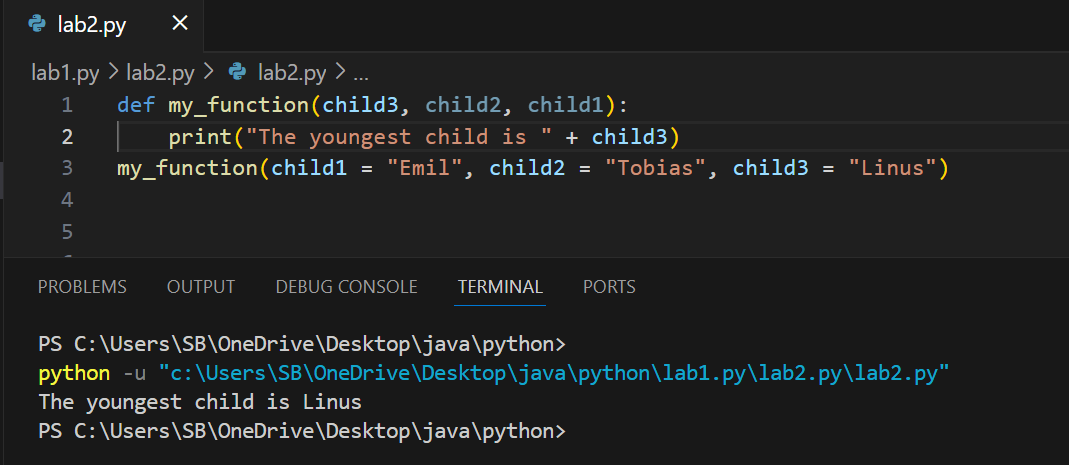 lab2.py ×
lab1.py > lab2.py > lab2.py > ...
1 def my_function(child3, child2, child1):
2 print("The youngest child is " + child3)
3 my_function(child1 = "Emil", child2 = "Tobias", child3 = "Linus")
4
5
PROBLEMS OUTPUT DEBUG CONSOLE TERMINAL PORTS
PS C:\Users\SB\OneDrive\Desktop\java\python>
python -u "c:\Users\SB\OneDrive\Desktop\java\python\lab1.py\lab2.py\lab2.py"
The youngest child is Linus
PS C:\Users\SB\OneDrive\Desktop\java\python>